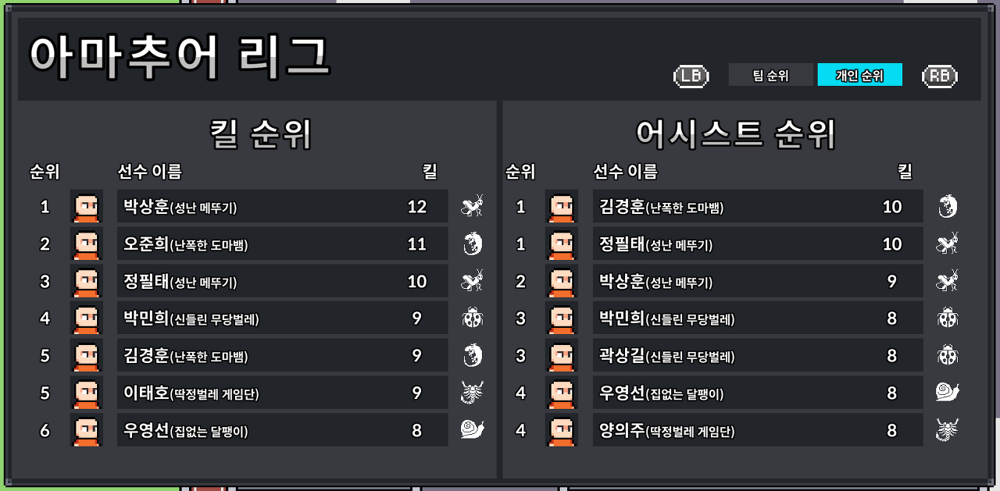 아마추어 리그
LB 팀 순위 개인 순위 RB
킬 순위
순위 선수 이름 킬
1 박상훈(성난 메뚜기) 12
2 오준희(난폭한 도마뱀) 11
3 정필태(성난 메뚜기) 10
4 박민희(신들린 무당벌레) 9
5 김경훈(난폭한 도마뱀) 9
5 이태호(딱정벌레 게임단) 9
6 우영선(집없는 달팽이) 8
어시스트 순위
순위 선수 이름 킬
1 김경훈(난폭한 도마뱀) 10
1 정필태(성난 메뚜기) 10
2 박상훈(성난 메뚜기) 9
3 박민희(신들린 무당벌레) 8
3 곽상길(신들린 무당벌레) 8
4 우영선(집없는 달팽이) 8
4 양의주(딱정벌레 게임단) 8